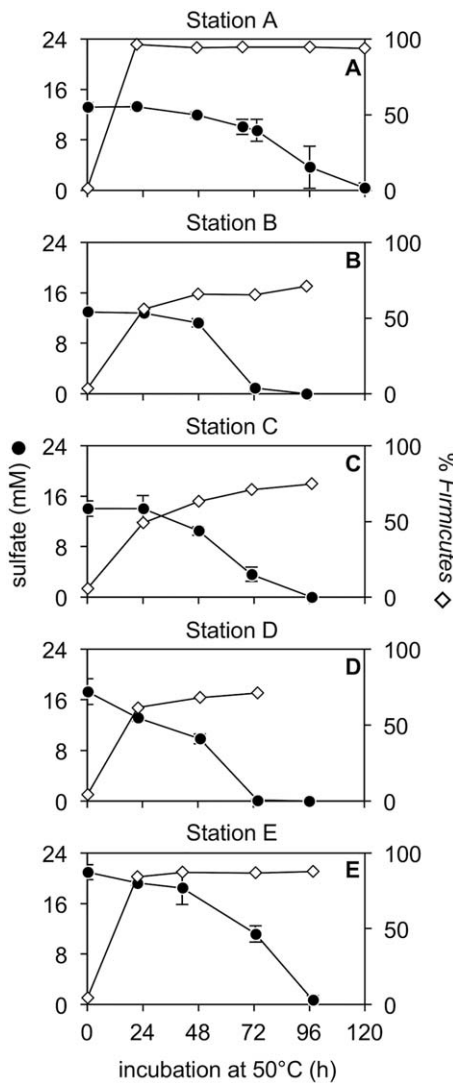 Station A
24
16
8
0
100
50
0
A
Station B
24
16
8
0
100
50
0
B
Station C
24
16
8
0
100
50
0
C
sulfate (mM) ●
% Firmicutes ◇
Station D
24
16
8
0
100
50
0
D
Station E
24
16
8
0
100
50
0
E
0 24 48 72 96 120
incubation at 50°C (h)